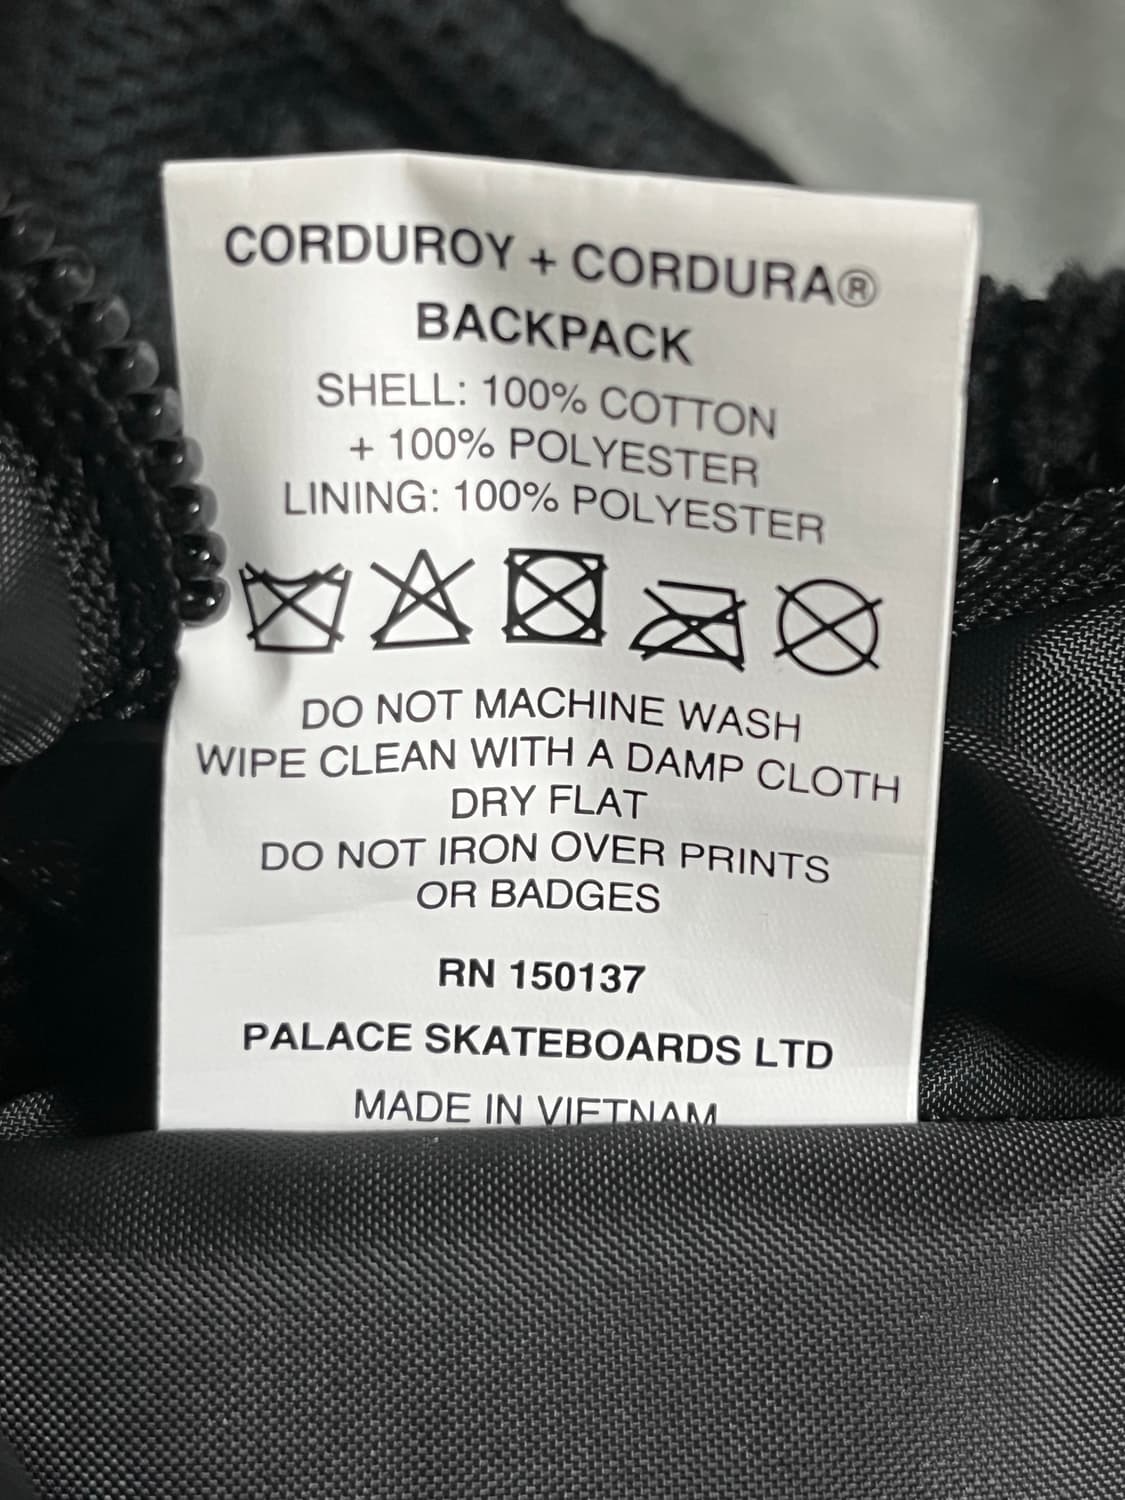 CORDUROY + CORDURA®
BACKPACK
SHELL: 100% COTTON
+ 100% POLYESTER
LINING: 100% POLYESTER
DO NOT MACHINE WASH
WIPE CLEAN WITH A DAMP CLOTH
DRY FLAT
DO NOT IRON OVER PRINTS
OR BADGES
RN 150137
PALACE SKATEBOARDS LTD
MADE IN VIETNAM